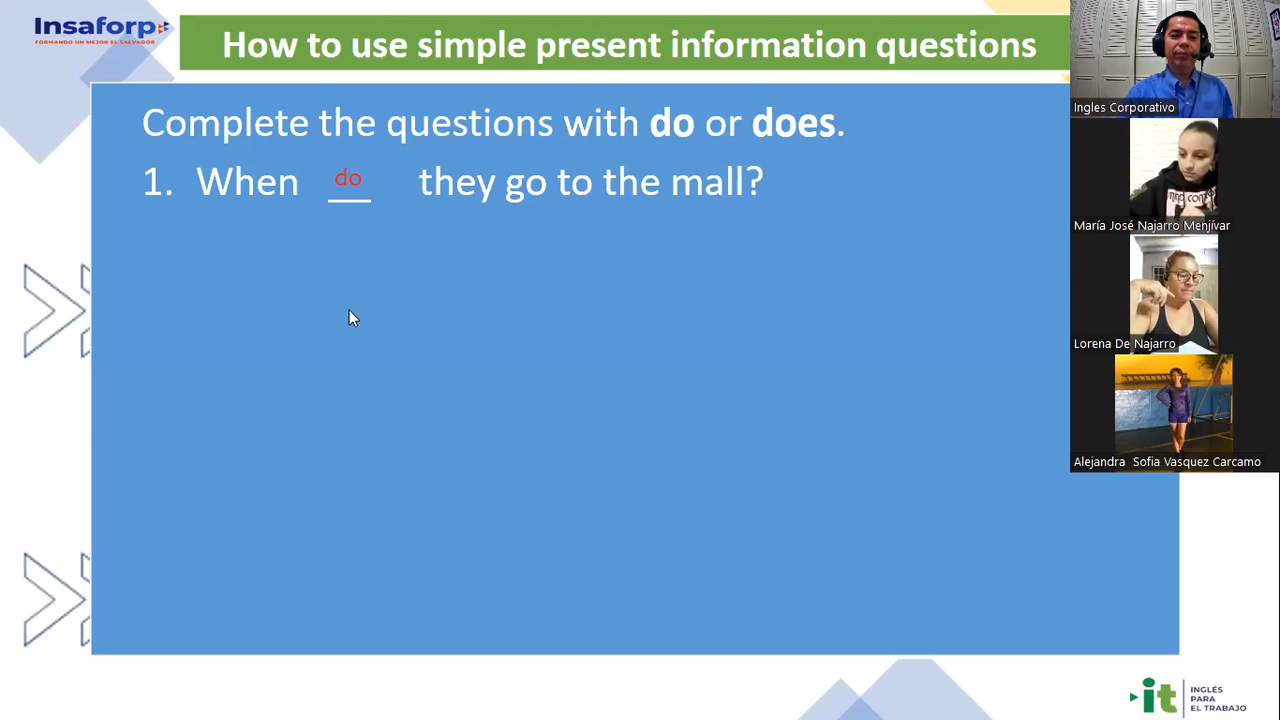 Insaforp
FORMANDO UN MEJOR EL SALVADOR
How to use simple present information questions
Complete the questions with do or does.
1. When do they go to the mall?
Ingles Corporativo
María José Najarro Menjívar
Lorena De Najarro
Alejandra Sofia Vasquez Carcamo
it
INGLÉS
PARA
EL TRABAJO